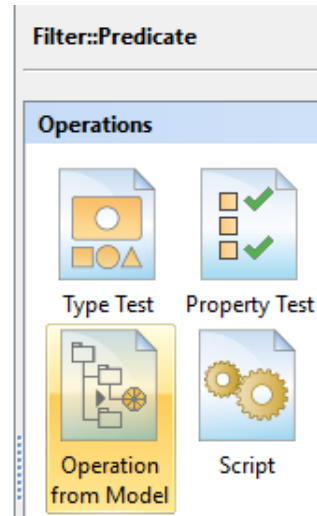 Filter::Predicate
Operations
Type Test
Property Test
Operation
from Model
Script